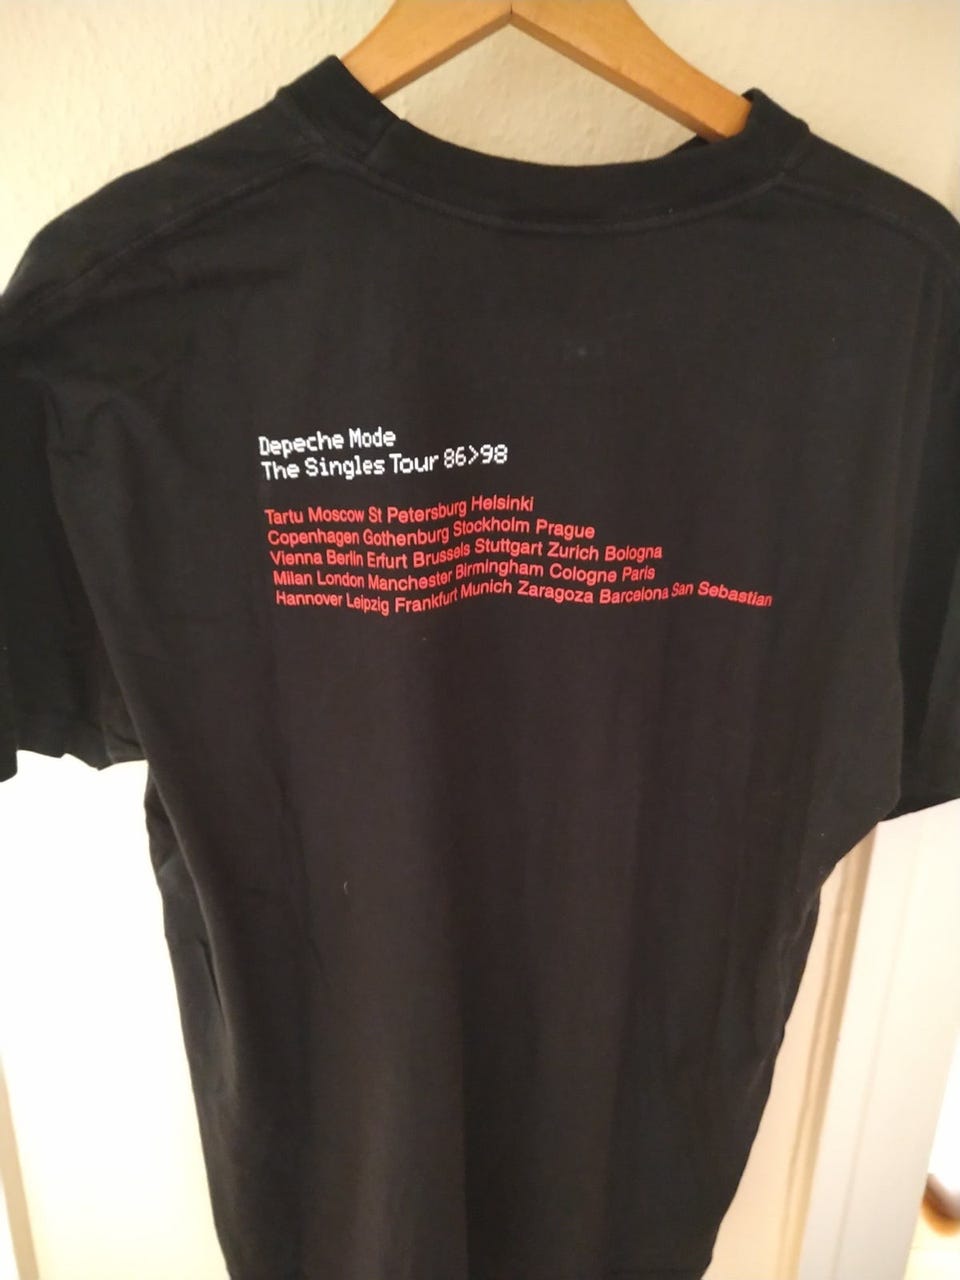 Depeche Mode
The Singles Tour 86>98
Tartu Moscow St Petersburg Helsinki
Copenhagen Gothenburg Stockholm Prague
Vienna Berlin Erfurt Brussels Stuttgart Zurich Bologna
Milan London Manchester Birmingham Cologne Paris
Hannover Leipzig Frankfurt Munich Zaragoza Barcelona San Sebastian